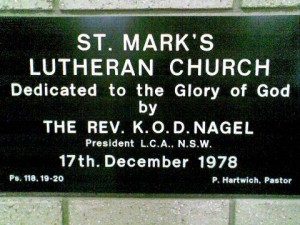 ST. MARK'S
LUTHERAN CHURCH
Dedicated to the Glory of God
by
THE REV. K.O.D. NAGEL
President L.C.A., N.S.W.
17th. December 1978
Ps. 118, 19-20 P. Hartwich, Pastor